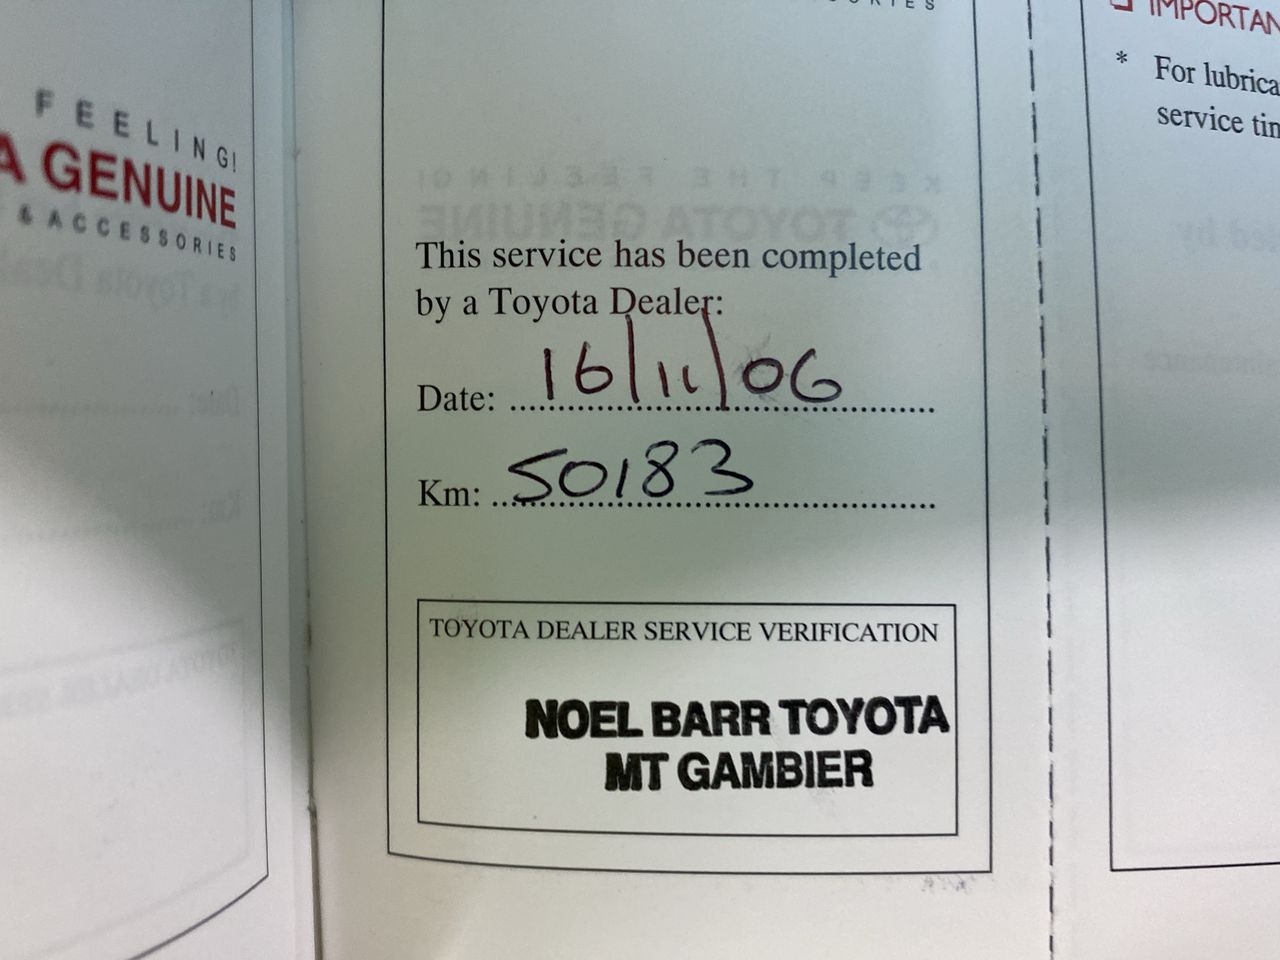 FEELING!
A GENUINE
& ACCESSORIES
This service has been completed
by a Toyota Dealer:
Date: 16/11/06
Km: 50183
TOYOTA DEALER SERVICE VERIFICATION
NOEL BARR TOYOTA
MT GAMBIER
IMPORTAN
* For lubrica
service tim